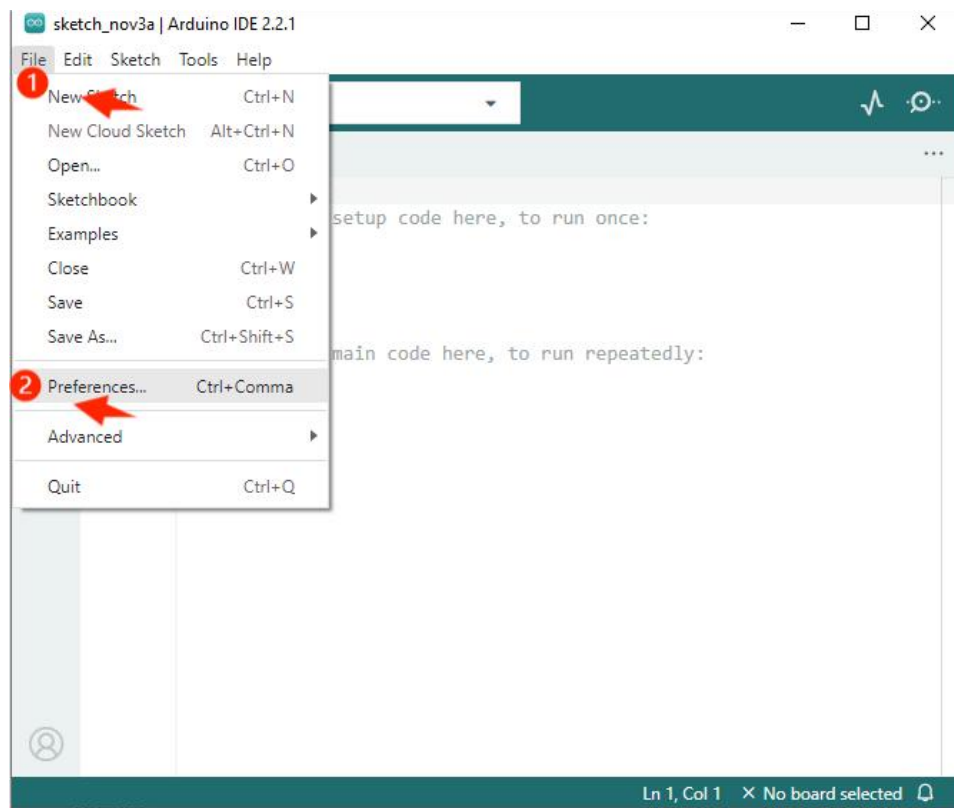 sketch_nov3a | Arduino IDE 2.2.1
File Edit Sketch Tools Help
1
New Sketch Ctrl+N
New Cloud Sketch Alt+Ctrl+N
Open... Ctrl+O
Sketchbook
setup code here, to run once:
Examples
Close Ctrl+W
Save Ctrl+S
Save As... Ctrl+Shift+S
main code here, to run repeatedly:
2 Preferences... Ctrl+Comma
Advanced
Quit Ctrl+Q
Ln 1, Col 1 × No board selected